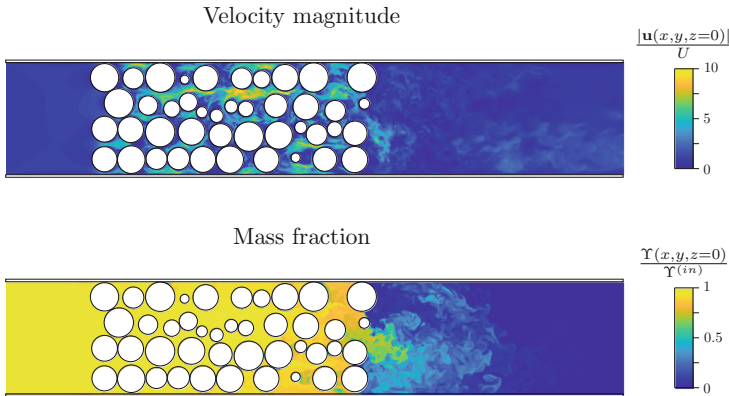 Velocity magnitude
|u(x,y,z=0)|
U
10
5
0
Mass fraction
Υ(x,y,z=0)
Υ(in)
1
0.5
0